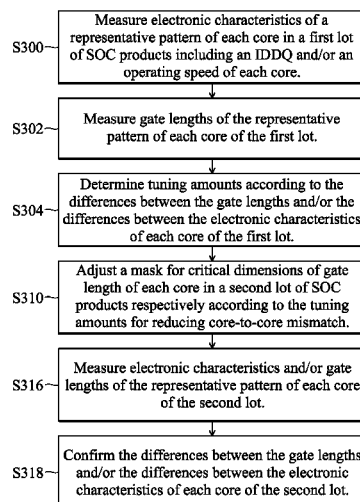 S300
Measure electronic characteristics of a
representative pattern of each core in a first lot
of SOC products including an IDDQ and/or an
operating speed of each core.
S302
Measure gate lengths of the representative
pattern of each core of the first lot.
S304
Determine tuning amounts according to the
differences between the gate lengths and/or the
differences between the electronic characteristics
of each core of the first lot.
S310
Adjust a mask for critical dimensions of gate
length of each core in a second lot of SOC
products respectively according to the tuning
amounts for reducing core-to-core mismatch.
S316
Measure electronic characteristics and/or gate
lengths of the representative pattern of each core
of the second lot.
S318
Confirm the differences between the gate lengths
and/or the differences between the electronic
characteristics of each core of the second lot.